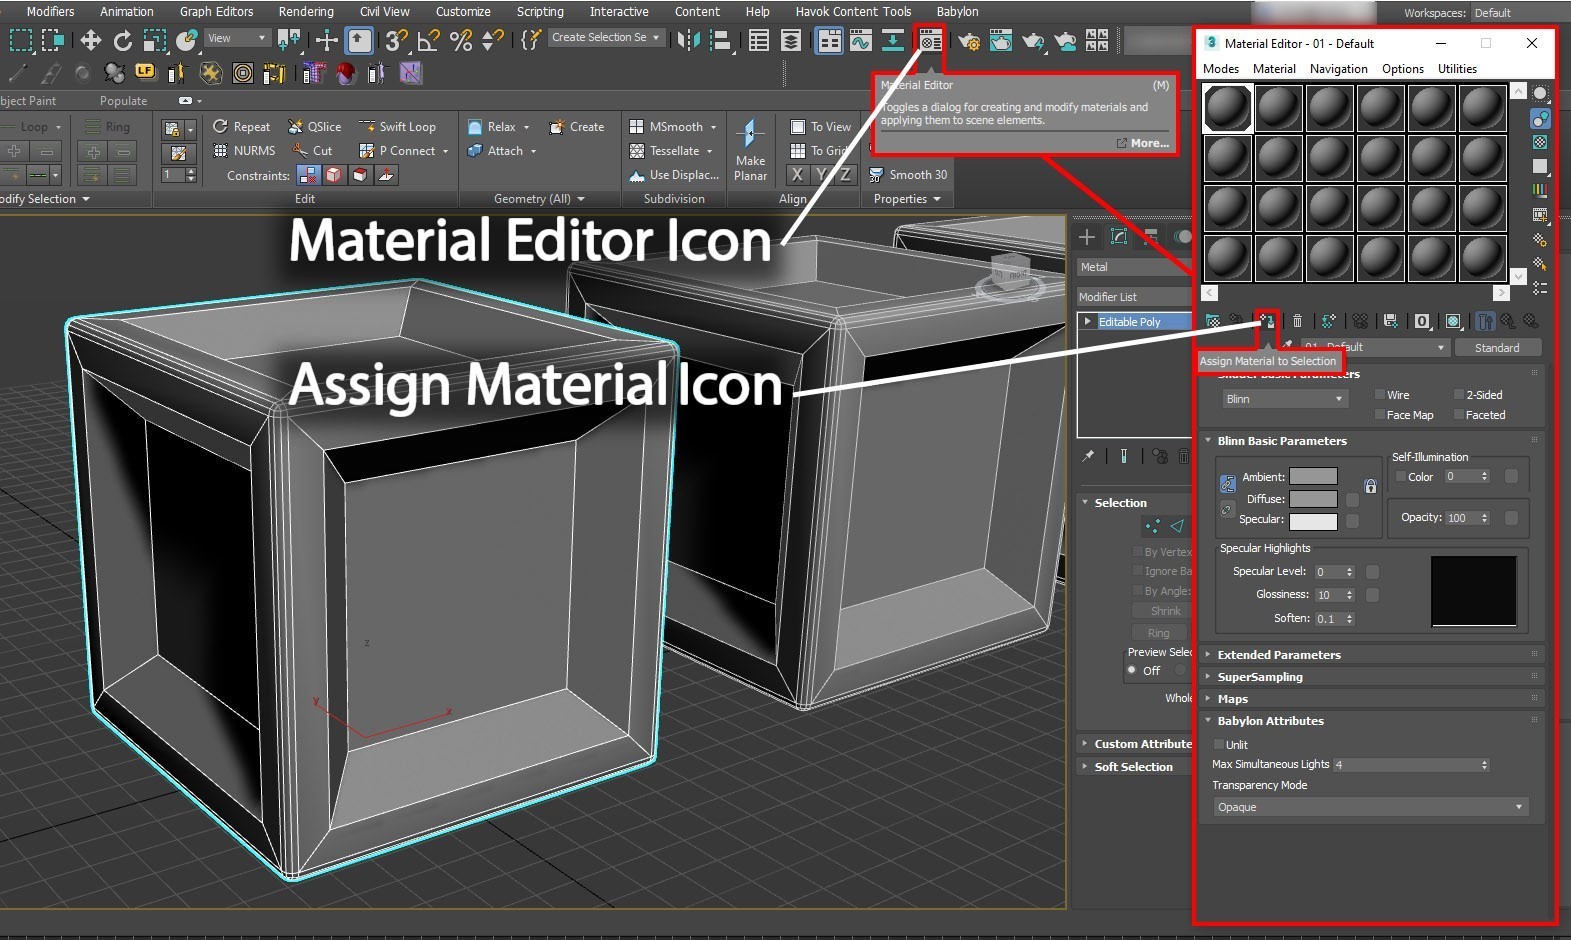 Modifiers Animation Graph Editors Rendering Civil View Customize Scripting Interactive Content Help Havok Content Tools Babylon
Workspaces: Default
View
3
Create Selection Se
LF
Material Editor - 01 - Default
Modes Material Navigation Options Utilities
Material Editor (M)
Toggles a dialog for creating and modify materials and
applying them to scene elements.
More...
bject Paint Populate
Loop Ring
Repeat QSlice Swift Loop
NURMS Cut P Connect
1 Constraints:
Relax Create
Attach
MSmooth
Tessellate
Use Displac...
Make
Planar
To View
To Grid
X Y Z
30 Smooth 30
odify Selection Edit Geometry (All) Subdivision Align Properties
Material Editor Icon
Assign Material Icon
z
y
x
Metal
Modifier List
Editable Poly
Selection
By Vertex
Ignore Ba
By Angle:
Shrink
Ring
Preview Selec
Off
Whole
Custom Attribute
Soft Selection
0
01 - Default Standard
Assign Material to Selection
Shader Basic Parameters
Blinn
Wire 2-Sided
Face Map Faceted
Blinn Basic Parameters
Self-Illumination
Ambient: Color 0
Diffuse:
Specular: Opacity: 100
Specular Highlights
Specular Level: 0
Glossiness: 10
Soften: 0.1
Extended Parameters
SuperSampling
Maps
Babylon Attributes
Unlit
Max Simultaneous Lights 4
Transparency Mode
Opaque